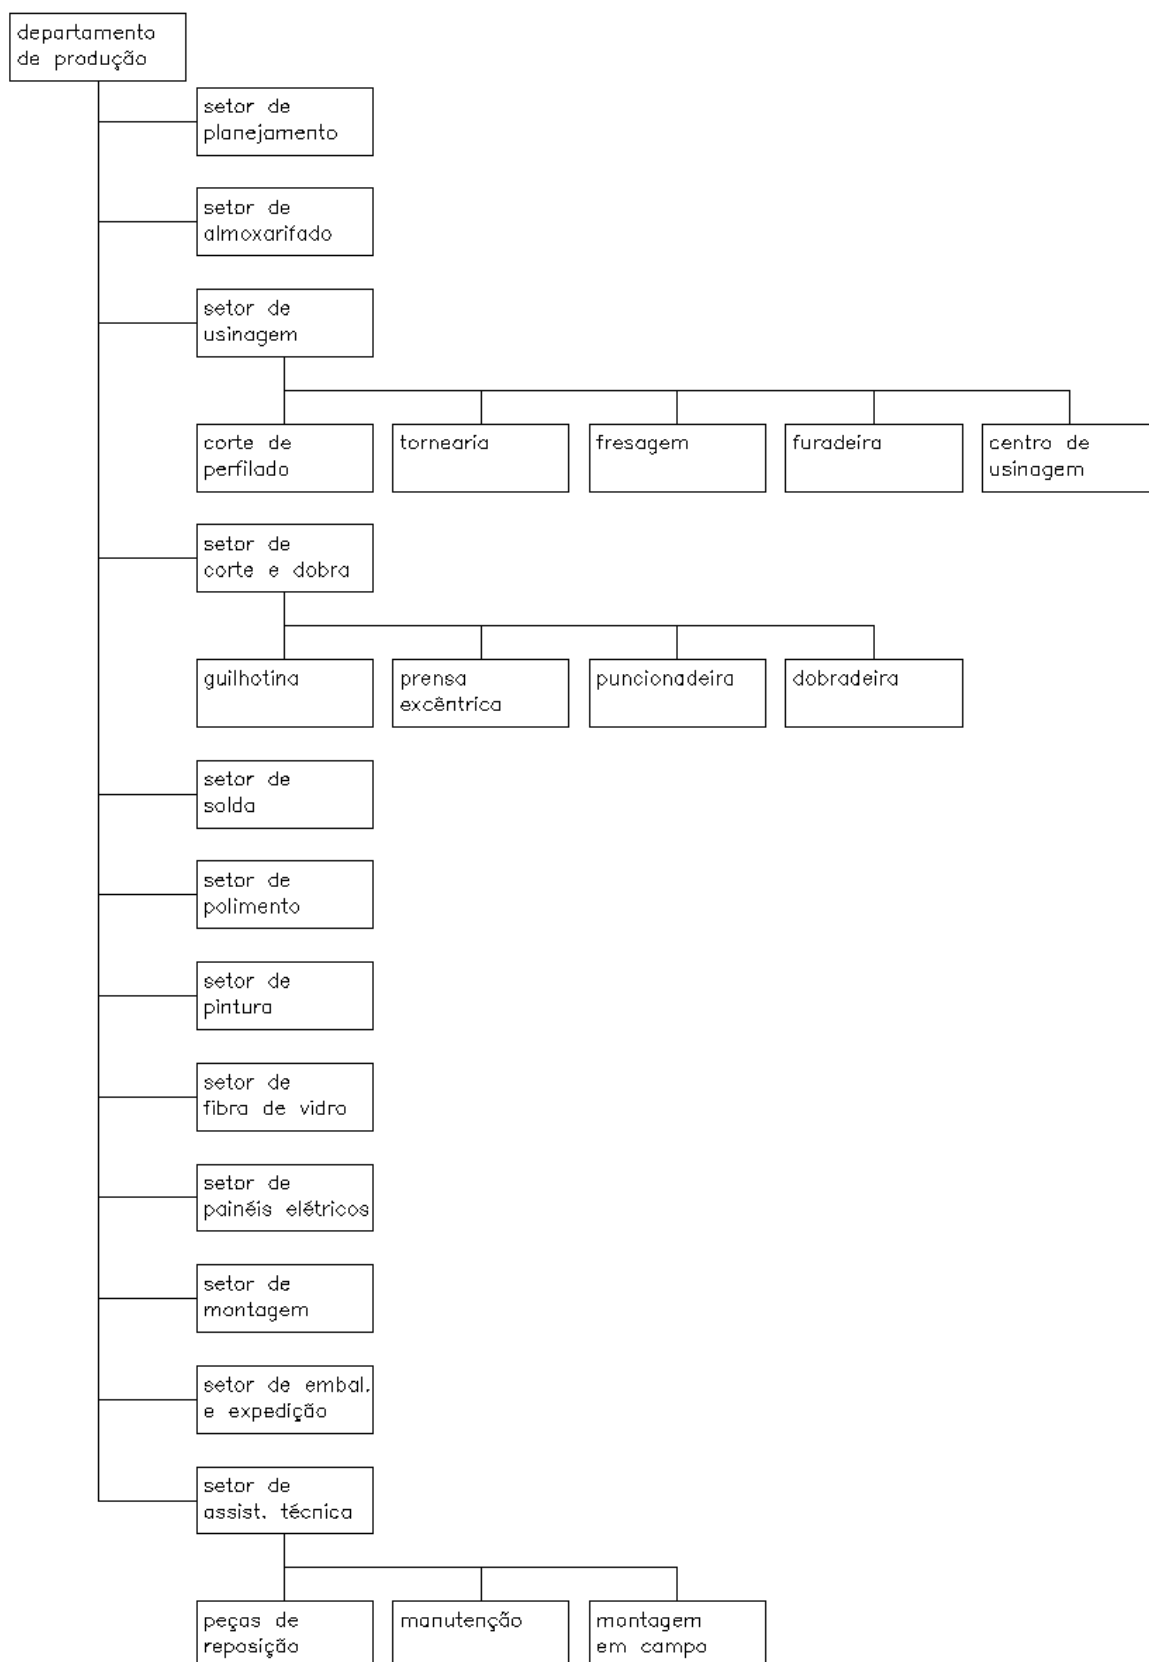 departamento
de produção
setor de
planejamento
setor de
almoxarifado
setor de
usinagem
corte de
perfilado
tornearia
fresagem
furadeira
centro de
usinagem
setor de
corte e dobra
guilhotina
prensa
excêntrica
puncionadeira
dobradeira
setor de
solda
setor de
polimento
setor de
pintura
setor de
fibra de vidro
setor de
painéis elétricos
setor de
montagem
setor de embal.
e expedição
setor de
assist. técnica
peças de
reposição
manutenção
montagem
em campo